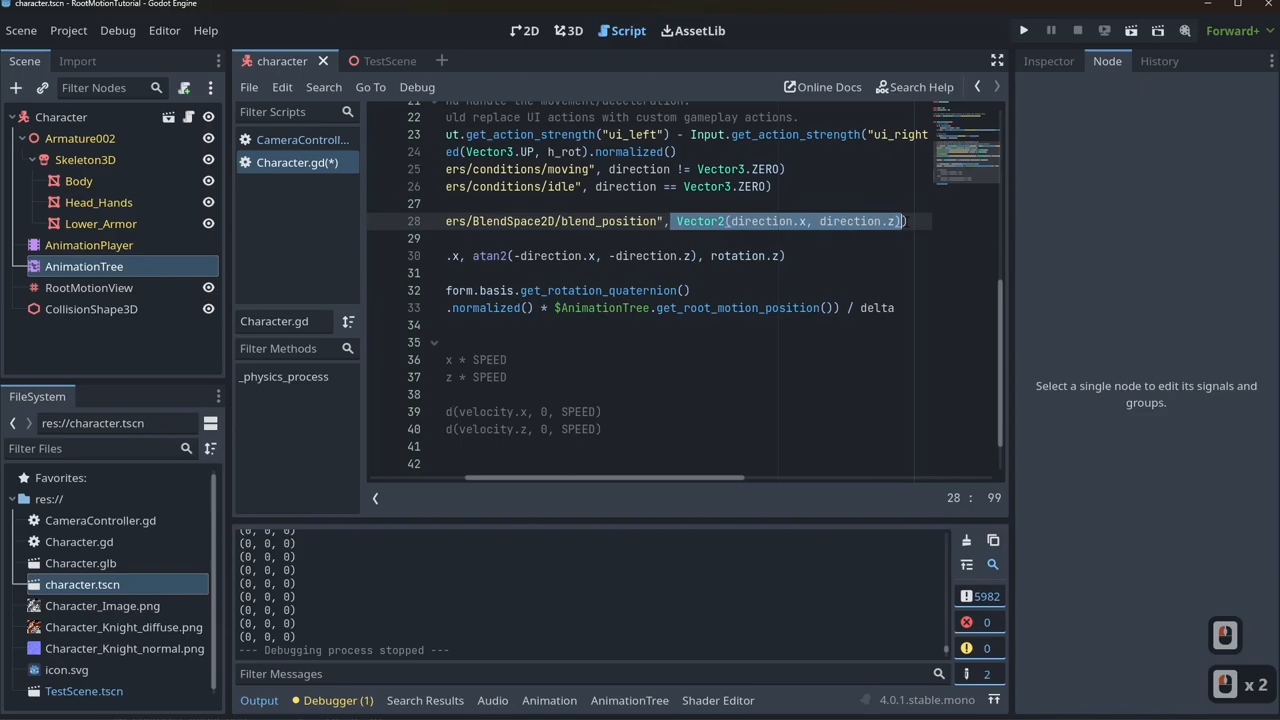 character.tscn - RootMotionTutorial - Godot Engine
Scene Project Debug Editor Help
2D 3D Script AssetLib
Forward+
Scene Import
Filter Nodes
Character
Armature002
Skeleton3D
Body
Head_Hands
Lower_Armor
AnimationPlayer
AnimationTree
RootMotionView
CollisionShape3D
FileSystem
res://character.tscn
Filter Files
Favorites:
res://
CameraController.gd
Character.gd
Character.glb
character.tscn
Character_Image.png
Character_Knight_diffuse.png
Character_Knight_normal.png
icon.svg
TestScene.tscn
character TestScene
File Edit Search Go To Debug
Online Docs Search Help
Filter Scripts
CameraControll...
Character.gd(*)
Character.gd
Filter Methods
_physics_process
21 nd handle the movement/deceleration.
22 uld replace UI actions with custom gameplay actions.
23 ut.get_action_strength("ui_left") - Input.get_action_strength("ui_right
24 ed(Vector3.UP, h_rot).normalized()
25 ers/conditions/moving", direction != Vector3.ZERO)
26 ers/conditions/idle", direction == Vector3.ZERO)
27
28 ers/BlendSpace2D/blend_position", Vector2(direction.x, direction.z))
29
30 .x, atan2(-direction.x, -direction.z), rotation.z)
31
32 form.basis.get_rotation_quaternion()
33 .normalized() * $AnimationTree.get_root_motion_position()) / delta
34
35
36 x * SPEED
37 z * SPEED
38
39 d(velocity.x, 0, SPEED)
40 d(velocity.z, 0, SPEED)
41
42
28 : 99
(0, 0, 0)
(0, 0, 0)
(0, 0, 0)
(0, 0, 0)
(0, 0, 0)
(0, 0, 0)
(0, 0, 0)
(0, 0, 0)
(0, 0, 0)
--- Debugging process stopped ---
Filter Messages
5982
0
0
2
Output Debugger (1) Search Results Audio Animation AnimationTree Shader Editor
4.0.1.stable.mono
Inspector Node History
Select a single node to edit its signals and
groups.
x 2